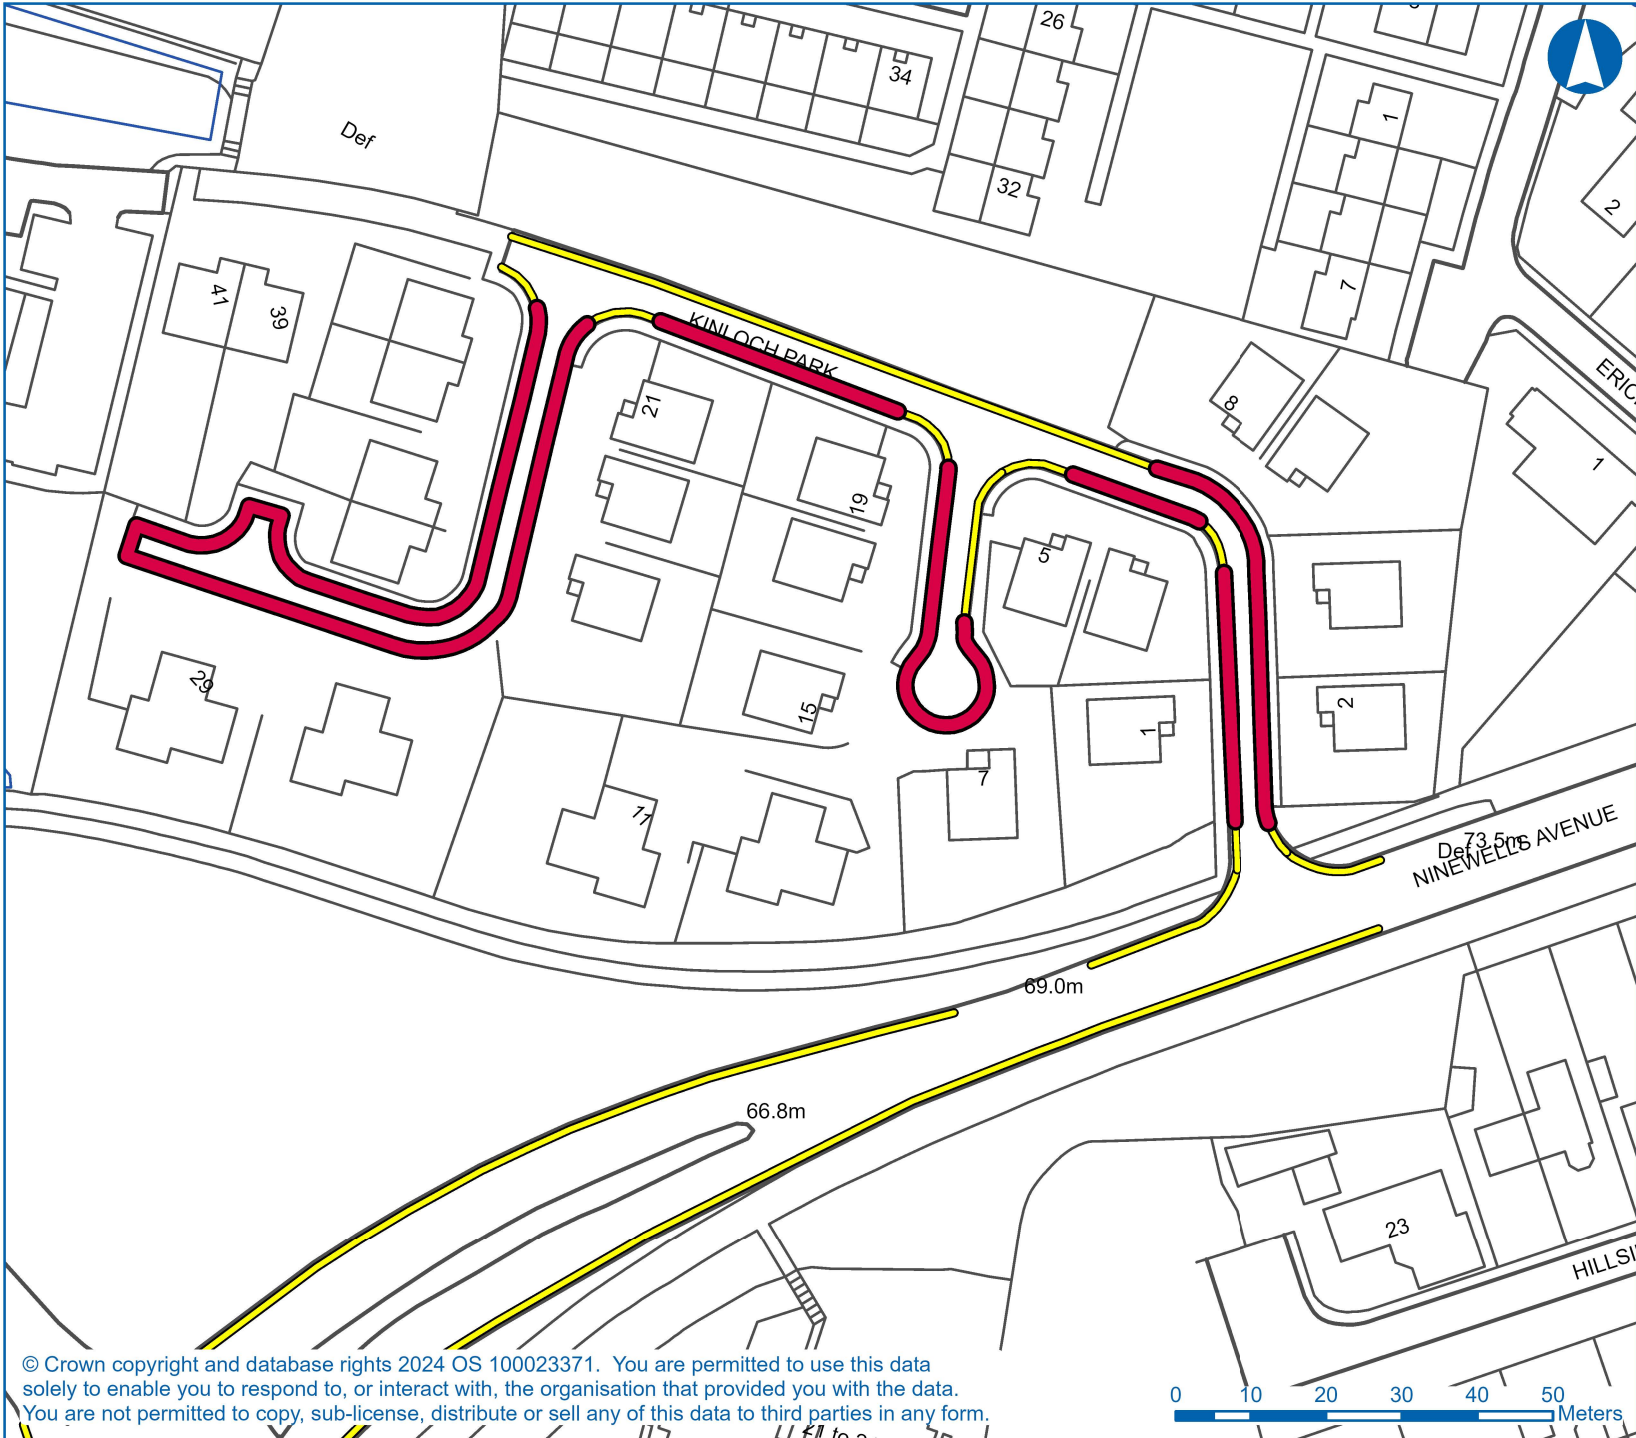 26
34
Def
1
32
2
41
39
7
KINLOCH PARK
8
21
1
19
5
29
2
15
1
7
11
73.5m
Def
NINEWELLS AVENUE
69.0m
66.8m
23
HILLSI
© Crown copyright and database rights 2024 OS 100023371. You are permitted to use this data
solely to enable you to respond to, or interact with, the organisation that provided you with the data.
You are not permitted to copy, sub-license, distribute or sell any of this data to third parties in any form.
0 10 20 30 40 50
Meters